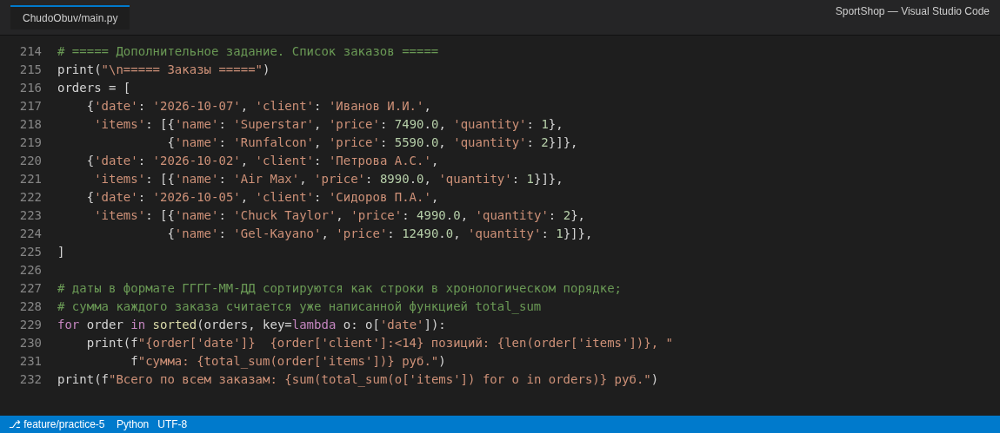 ChudoObuv/main.py
SportShop — Visual Studio Code
214 # ===== Дополнительное задание. Список заказов =====
215 print("\n===== Заказы =====")
216 orders = [
217     {'date': '2026-10-07', 'client': 'Иванов И.И.',
218      'items': [{'name': 'Superstar', 'price': 7490.0, 'quantity': 1},
219                {'name': 'Runfalcon', 'price': 5590.0, 'quantity': 2}]},
220     {'date': '2026-10-02', 'client': 'Петрова А.С.',
221      'items': [{'name': 'Air Max', 'price': 8990.0, 'quantity': 1}]},
222     {'date': '2026-10-05', 'client': 'Сидоров П.А.',
223      'items': [{'name': 'Chuck Taylor', 'price': 4990.0, 'quantity': 2},
224                {'name': 'Gel-Kayano', 'price': 12490.0, 'quantity': 1}]},
225 ]
226
227 # даты в формате ГГГГ-ММ-ДД сортируются как строки в хронологическом порядке;
228 # сумма каждого заказа считается уже написанной функцией total_sum
229 for order in sorted(orders, key=lambda o: o['date']):
230     print(f"{order['date']}  {order['client']:<14} позиций: {len(order['items'])}, "
231           f"сумма: {total_sum(order['items'])} руб.")
232 print(f"Всего по всем заказам: {sum(total_sum(o['items']) for o in orders)} руб.")
⎇ feature/practice-5 Python UTF-8